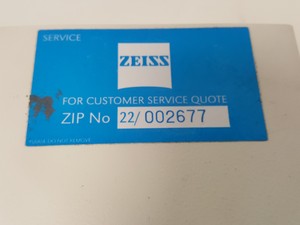 SERVICE
ZEISS
FOR CUSTOMER SERVICE QUOTE
ZIP No 22/ 002677